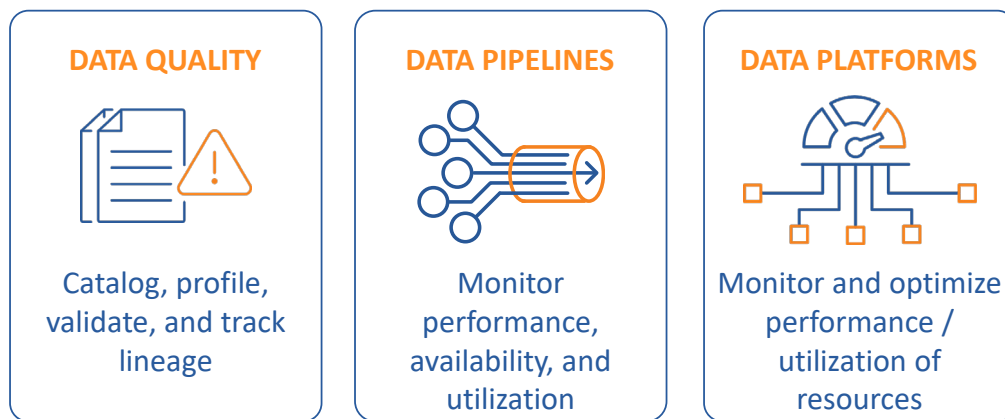 DATA QUALITY
Catalog, profile,
validate, and track
lineage
DATA PIPELINES
Monitor
performance,
availability, and
utilization
DATA PLATFORMS
Monitor and optimize
performance /
utilization of
resources